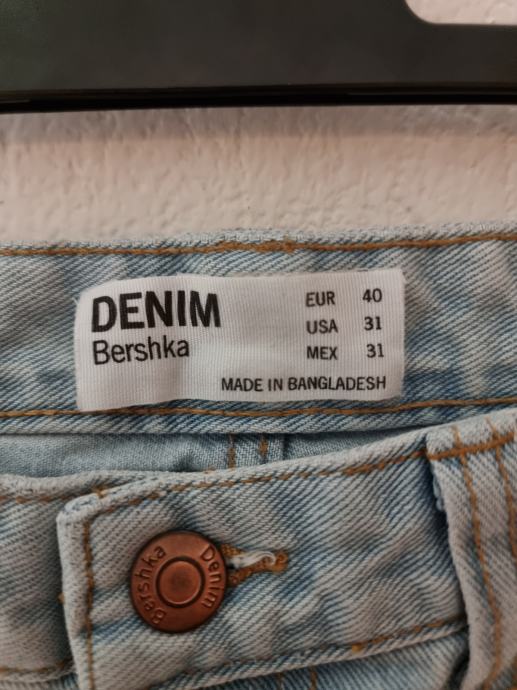 DENIM
Bershka
EUR 40
USA 31
MEX 31
MADE IN BANGLADESH
Bershka Denim